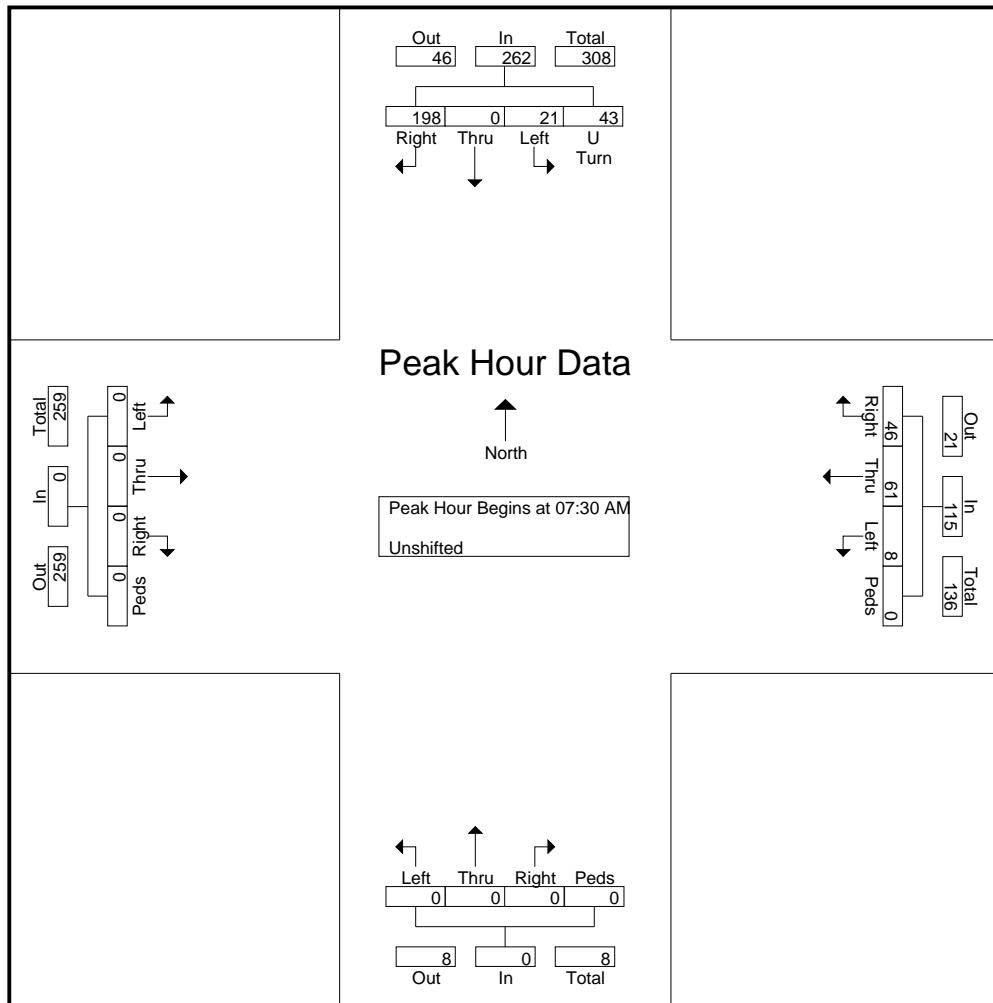 Out In Total
46 262 308
198 0 21 43
Right Thru Left U
Turn
Peak Hour Data
North
Peak Hour Begins at 07:30 AM
Unshifted
Total In Out
259 0 259
0 0 0 0
Left Thru Right Peds
Out In Total
21 115 136
46 61 8 0
Right Thru Left Peds
Left Thru Right Peds
0 0 0 0
8 0 8
Out In Total